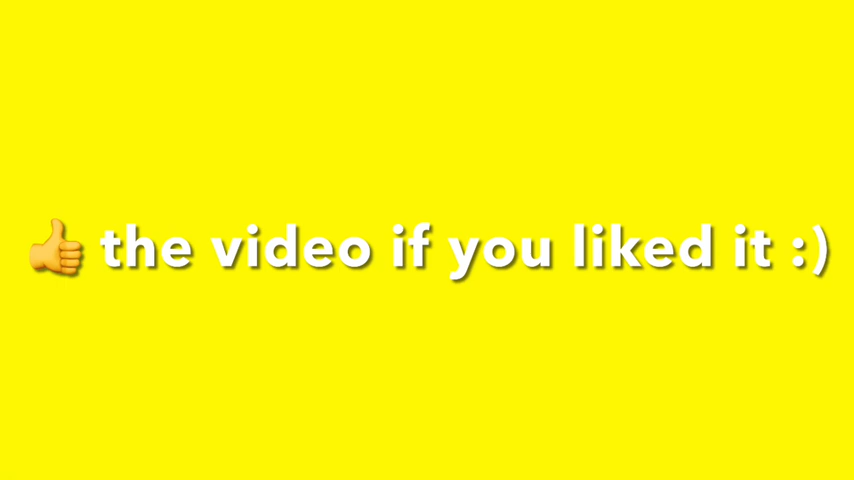 👍 the video if you liked it :)